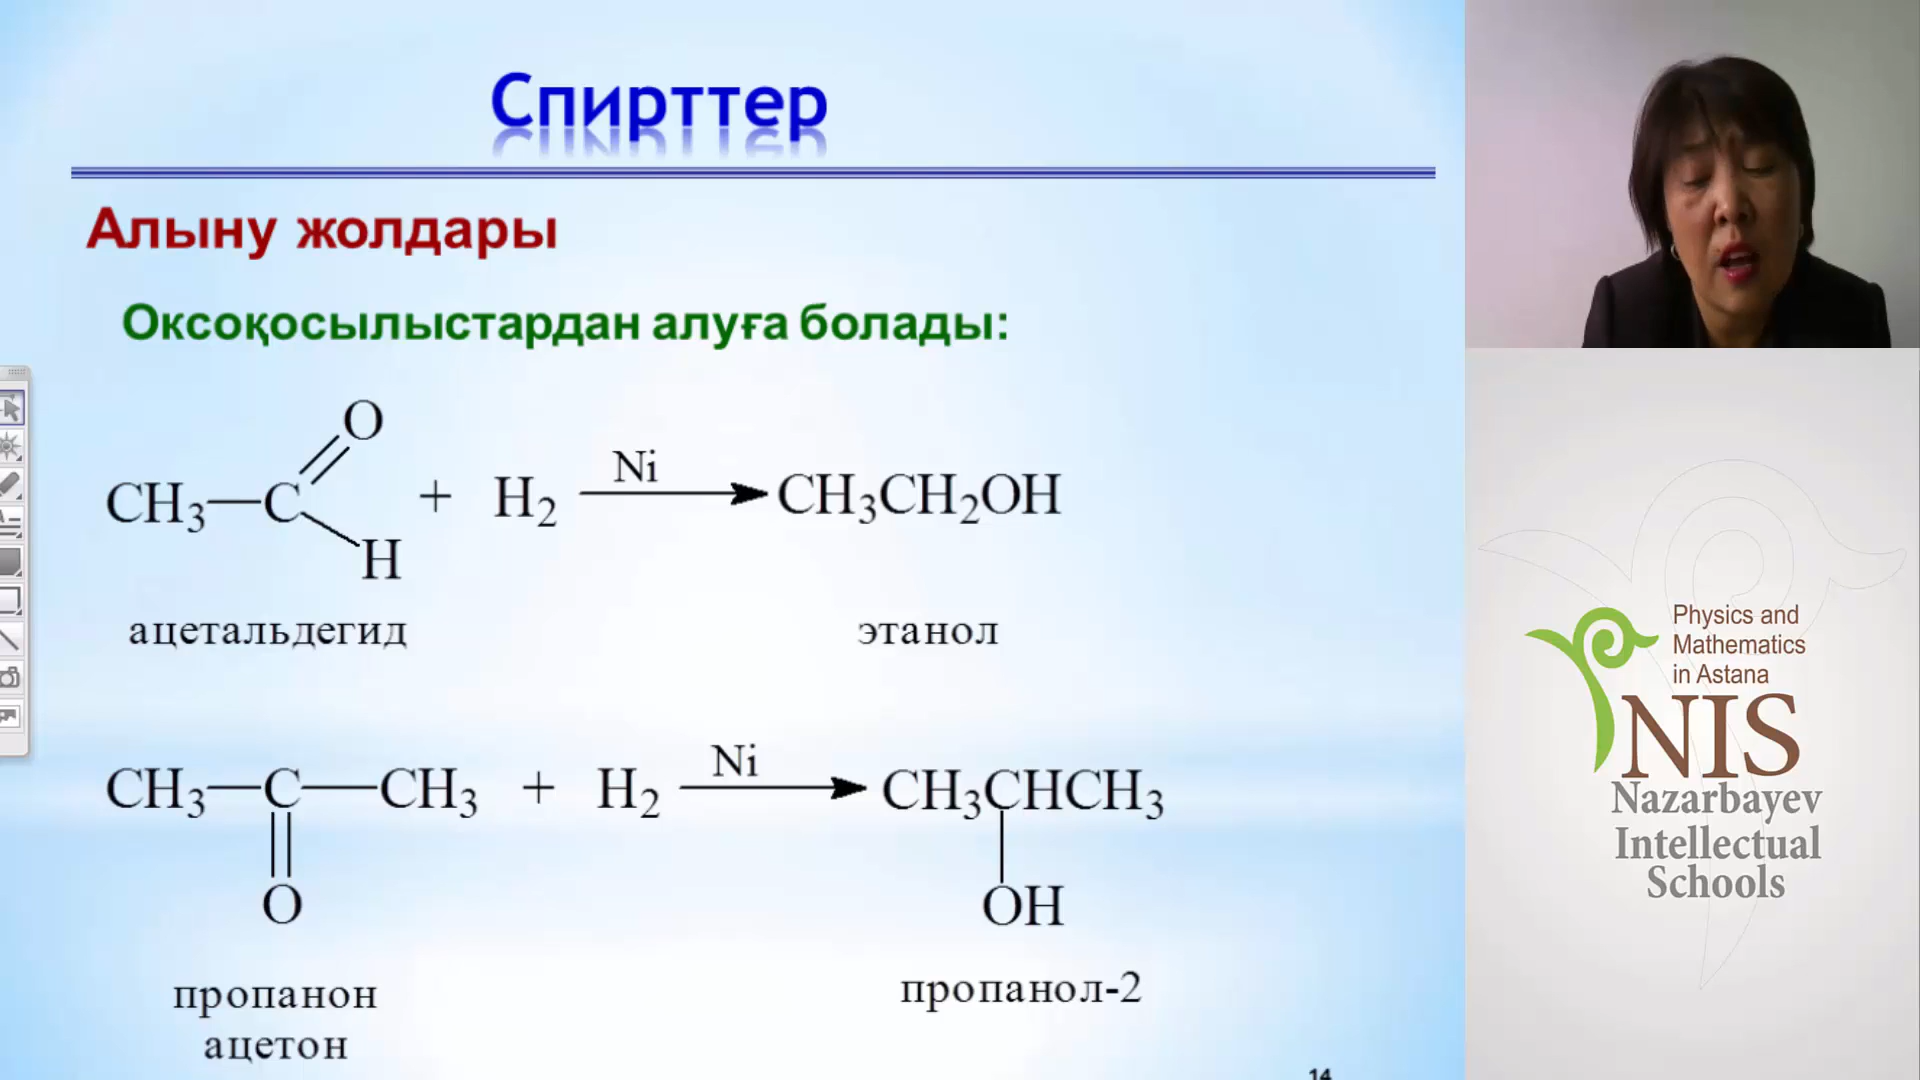 Спирттер
Алыну жолдары
Оксоқосылыстардан алуға болады:
O
CH₃—C + H₂ Ni CH₃CH₂OH
H
ацетальдегид этанол
CH₃—C—CH₃ + H₂ Ni CH₃CHCH₃
O OH
пропанон пропанол-2
ацетон
14
Physics and
Mathematics
in Astana
NIS
Nazarbayev
Intellectual
Schools